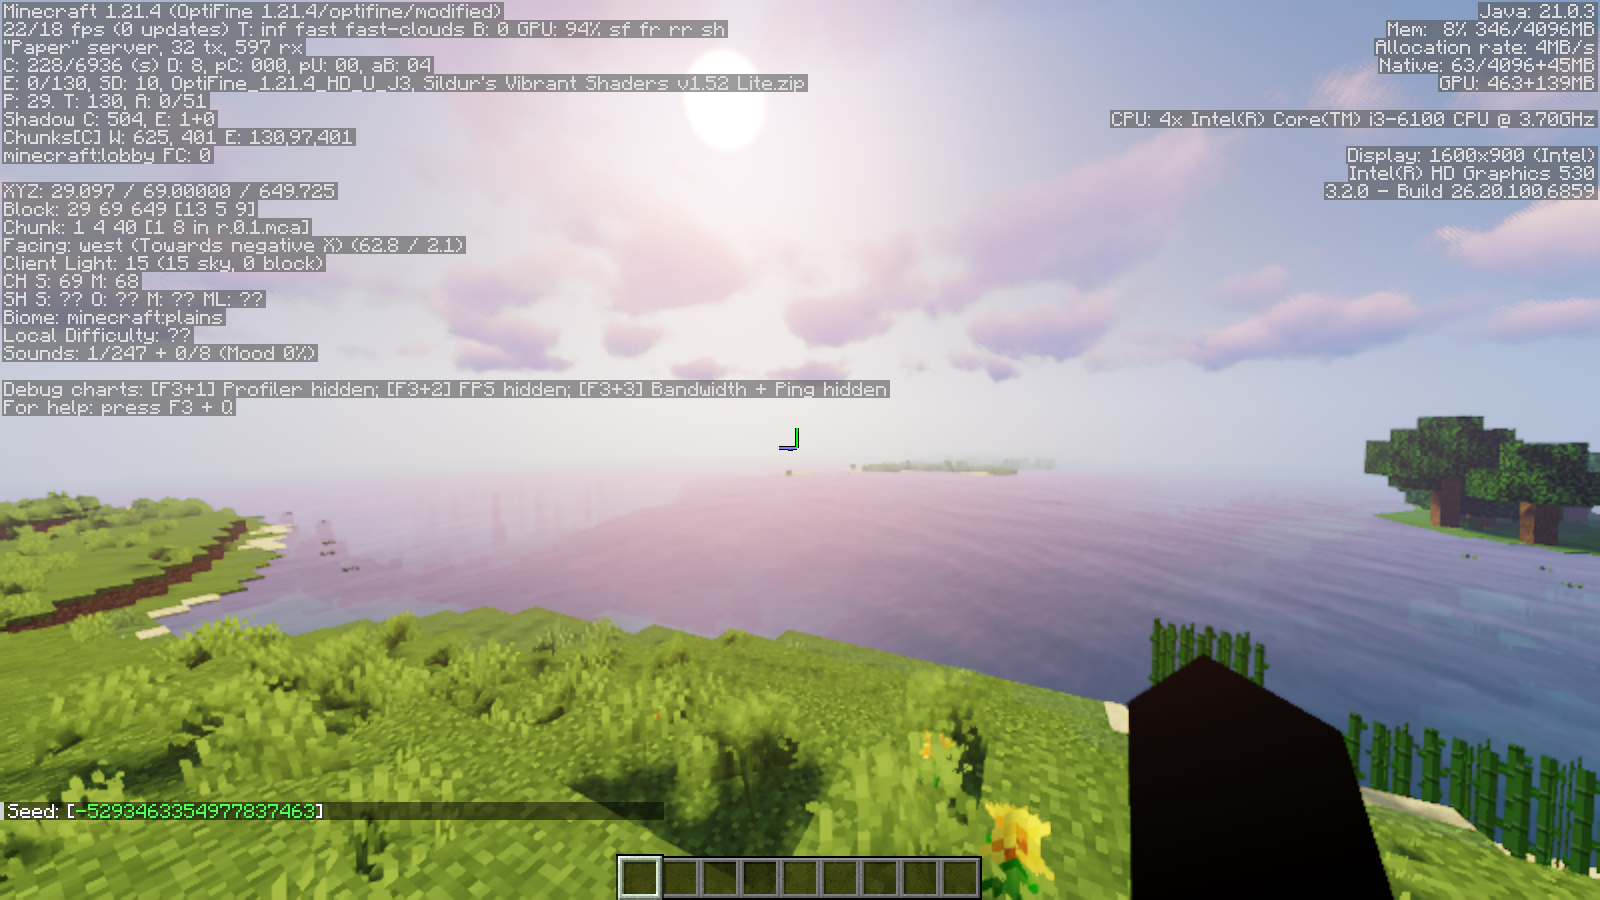 Minecraft 1.21.4 (OptiFine 1.21.4/optifine/modified)
22/18 fps (0 updates) T: inf fast fast-clouds B: 0 GPU: 94% sf fr rr sh
"Paper" server, 32 tx, 597 rx
C: 228/6936 (s) D: 8, pC: 000, pU: 00, aB: 04
E: 0/130, SD: 10, OptiFine_1.21.4_HD_U_J3, Sildur's Vibrant Shaders v1.52 Lite.zip
P: 29. T: 130, A: 0/51
Shadow C: 504, E: 1+0
Chunks[C] W: 625, 401 E: 130,97,401
minecraft:lobby FC: 0
XYZ: 29.097 / 69.00000 / 649.725
Block: 29 69 649 [13 5 9]
Chunk: 1 4 40 [1 8 in r.0.1.mca]
Facing: west (Towards negative X) (62.8 / 2.1)
Client Light: 15 (15 sky, 0 block)
CH S: 69 M: 68
SH S: ?? O: ?? M: ?? ML: ??
Biome: minecraft:plains
Local Difficulty: ??
Sounds: 1/247 + 0/8 (Mood 0%)
Debug charts: [F3+1] Profiler hidden; [F3+2] FPS hidden; [F3+3] Bandwidth + Ping hidden
For help: press F3 + Q
Java: 21.0.3
Mem: 8% 346/4096MB
Allocation rate: 4MB/s
Native: 63/4096+45MB
GPU: 463+139MB
CPU: 4x Intel(R) Core(TM) i3-6100 CPU @ 3.70GHz
Display: 1600x900 (Intel)
Intel(R) HD Graphics 530
3.2.0 - Build 26.20.100.6859
Seed: [-5293463354977837463]